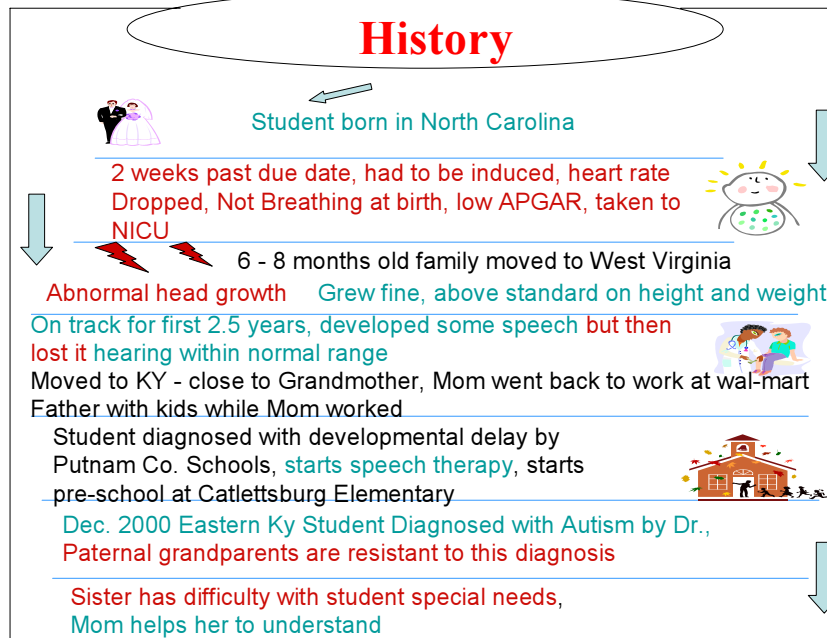 History
Student born in North Carolina
2 weeks past due date, had to be induced, heart rate
Dropped, Not Breathing at birth, low APGAR, taken to
NICU
6 - 8 months old family moved to West Virginia
Abnormal head growth Grew fine, above standard on height and weight
On track for first 2.5 years, developed some speech but then
lost it hearing within normal range
Moved to KY - close to Grandmother, Mom went back to work at wal-mart
Father with kids while Mom worked
Student diagnosed with developmental delay by
Putnam Co. Schools, starts speech therapy, starts
pre-school at Catlettsburg Elementary
Dec. 2000 Eastern Ky Student Diagnosed with Autism by Dr.,
Paternal grandparents are resistant to this diagnosis
Sister has difficulty with student special needs,
Mom helps her to understand